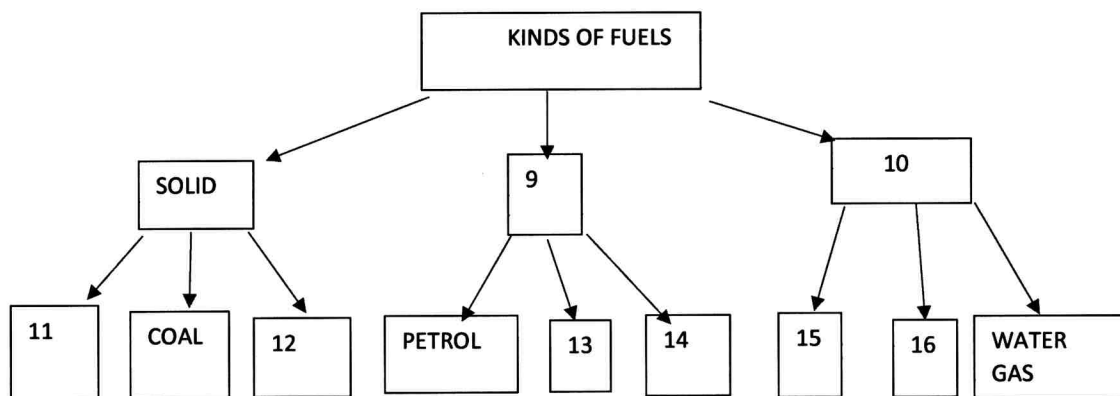 KINDS OF FUELS
SOLID
9
10
11
COAL
12
PETROL
13
14
15
16
WATER
GAS